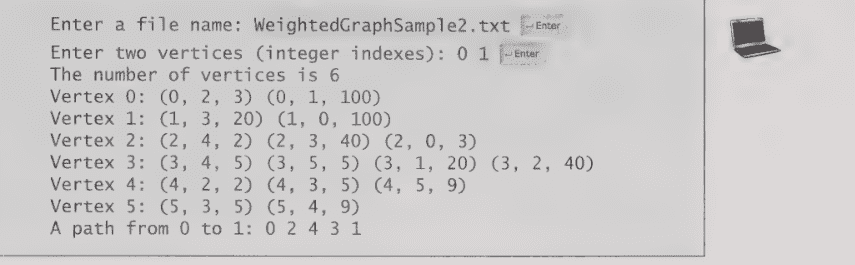 Enter a file name: WeightedGraphSample2.txt ↵Enter
Enter two vertices (integer indexes): 0 1 ↵Enter
The number of vertices is 6
Vertex 0: (0, 2, 3) (0, 1, 100)
Vertex 1: (1, 3, 20) (1, 0, 100)
Vertex 2: (2, 4, 2) (2, 3, 40) (2, 0, 3)
Vertex 3: (3, 4, 5) (3, 5, 5) (3, 1, 20) (3, 2, 40)
Vertex 4: (4, 2, 2) (4, 3, 5) (4, 5, 9)
Vertex 5: (5, 3, 5) (5, 4, 9)
A path from 0 to 1: 0 2 4 3 1